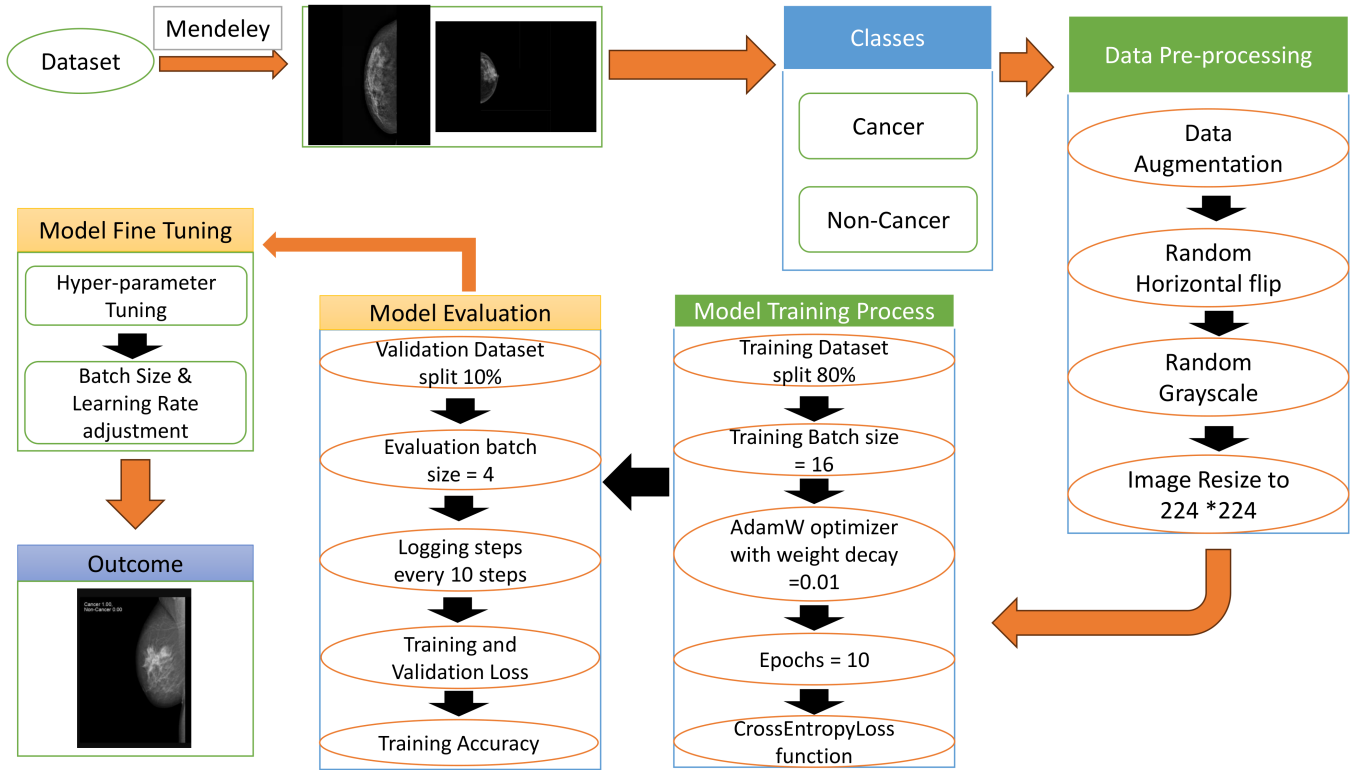 Dataset
Mendeley
Classes
Cancer
Non-Cancer
Data Pre-processing
Data
Augmentation
Random
Horizontal flip
Random
Grayscale
Image Resize to
224 *224
Model Training Process
Training Dataset
split 80%
Training Batch size
= 16
AdamW optimizer
with weight decay
=0.01
Epochs = 10
CrossEntropyLoss
function
Model Evaluation
Validation Dataset
split 10%
Evaluation batch
size = 4
Logging steps
every 10 steps
Training and
Validation Loss
Training Accuracy
Model Fine Tuning
Hyper-parameter
Tuning
Batch Size &
Learning Rate
adjustment
Outcome
Cancer 1.00
Non-Cancer 0.00